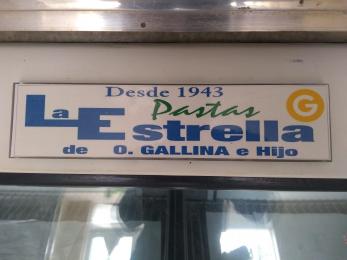 Desde 1943
Pastas
La Estrella
G
de O. GALLINA e Hijo